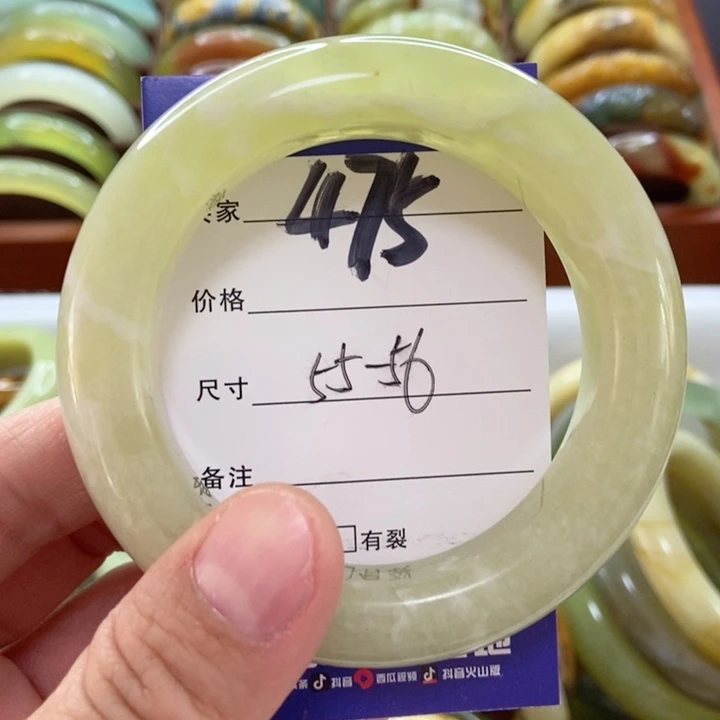 家 475
价格
尺寸 55-56
备注
有裂
抖音 西瓜视频 抖音火山版